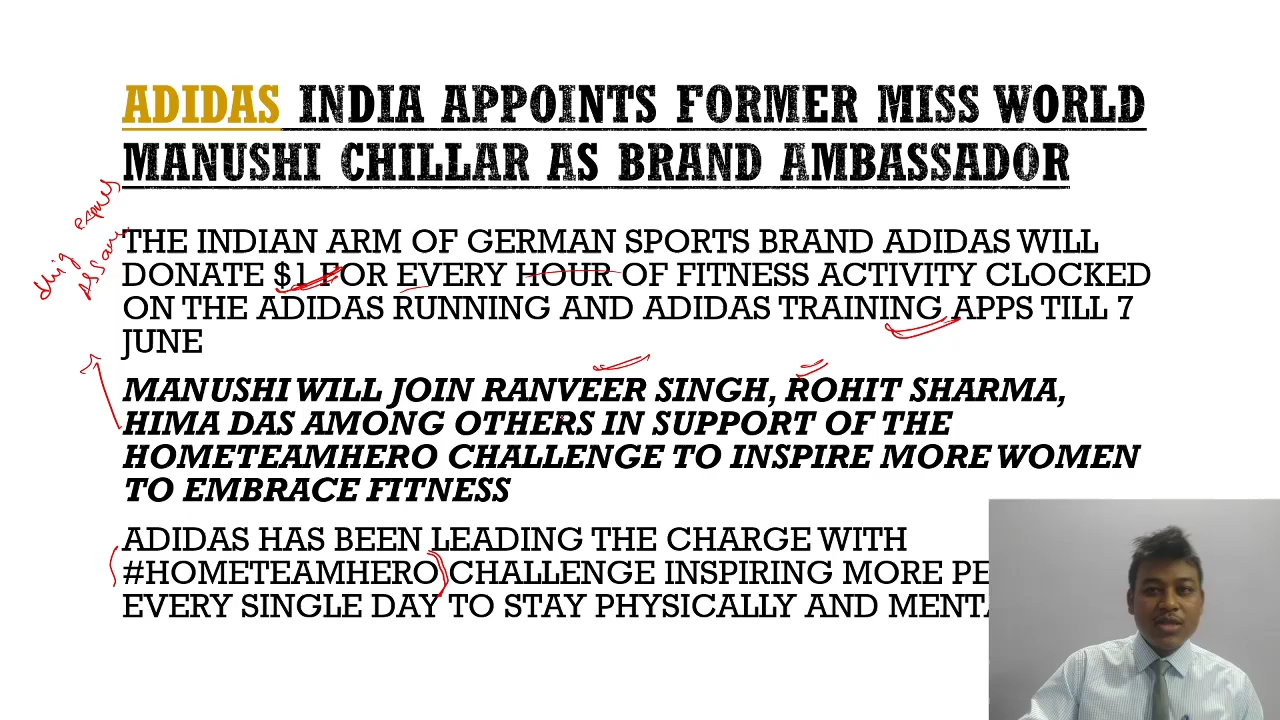 ADIDAS INDIA APPOINTS FORMER MISS WORLD
MANUSHI CHILLAR AS BRAND AMBASSADOR
THE INDIAN ARM OF GERMAN SPORTS BRAND ADIDAS WILL
DONATE $1 FOR EVERY HOUR OF FITNESS ACTIVITY CLOCKED
ON THE ADIDAS RUNNING AND ADIDAS TRAINING APPS TILL 7
JUNE
MANUSHI WILL JOIN RANVEER SINGH, ROHIT SHARMA,
HIMA DAS AMONG OTHERS IN SUPPORT OF THE
HOMETEAMHERO CHALLENGE TO INSPIRE MORE WOMEN
TO EMBRACE FITNESS
ADIDAS HAS BEEN LEADING THE CHARGE WITH
#HOMETEAMHERO CHALLENGE INSPIRING MORE
EVERY SINGLE DAY TO STAY PHYSICALLY AND